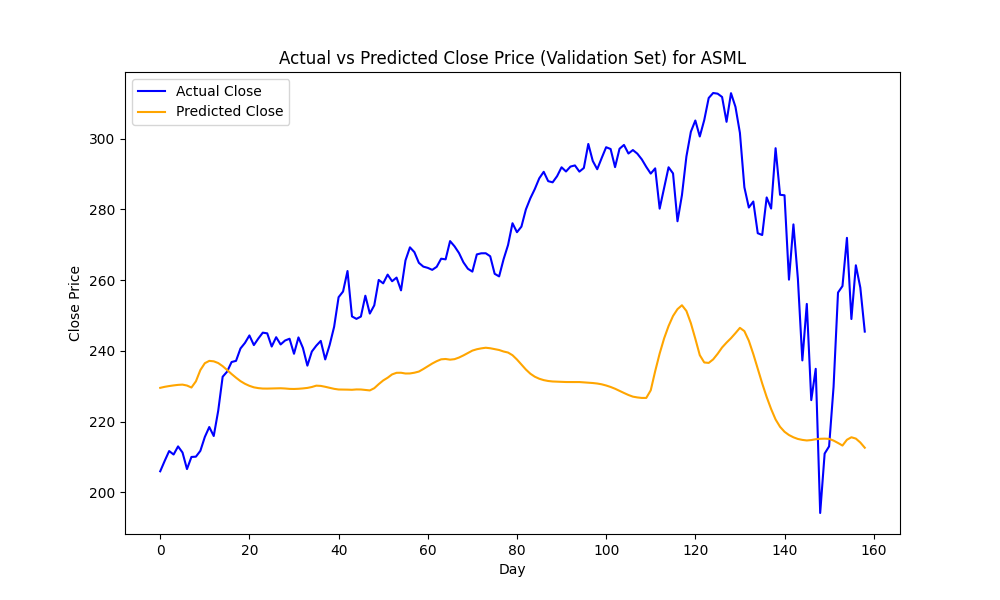 Actual vs Predicted Close Price (Validation Set) for ASML
Actual Close
Predicted Close
Close Price
300
280
260
240
220
200
0 20 40 60 80 100 120 140 160
Day